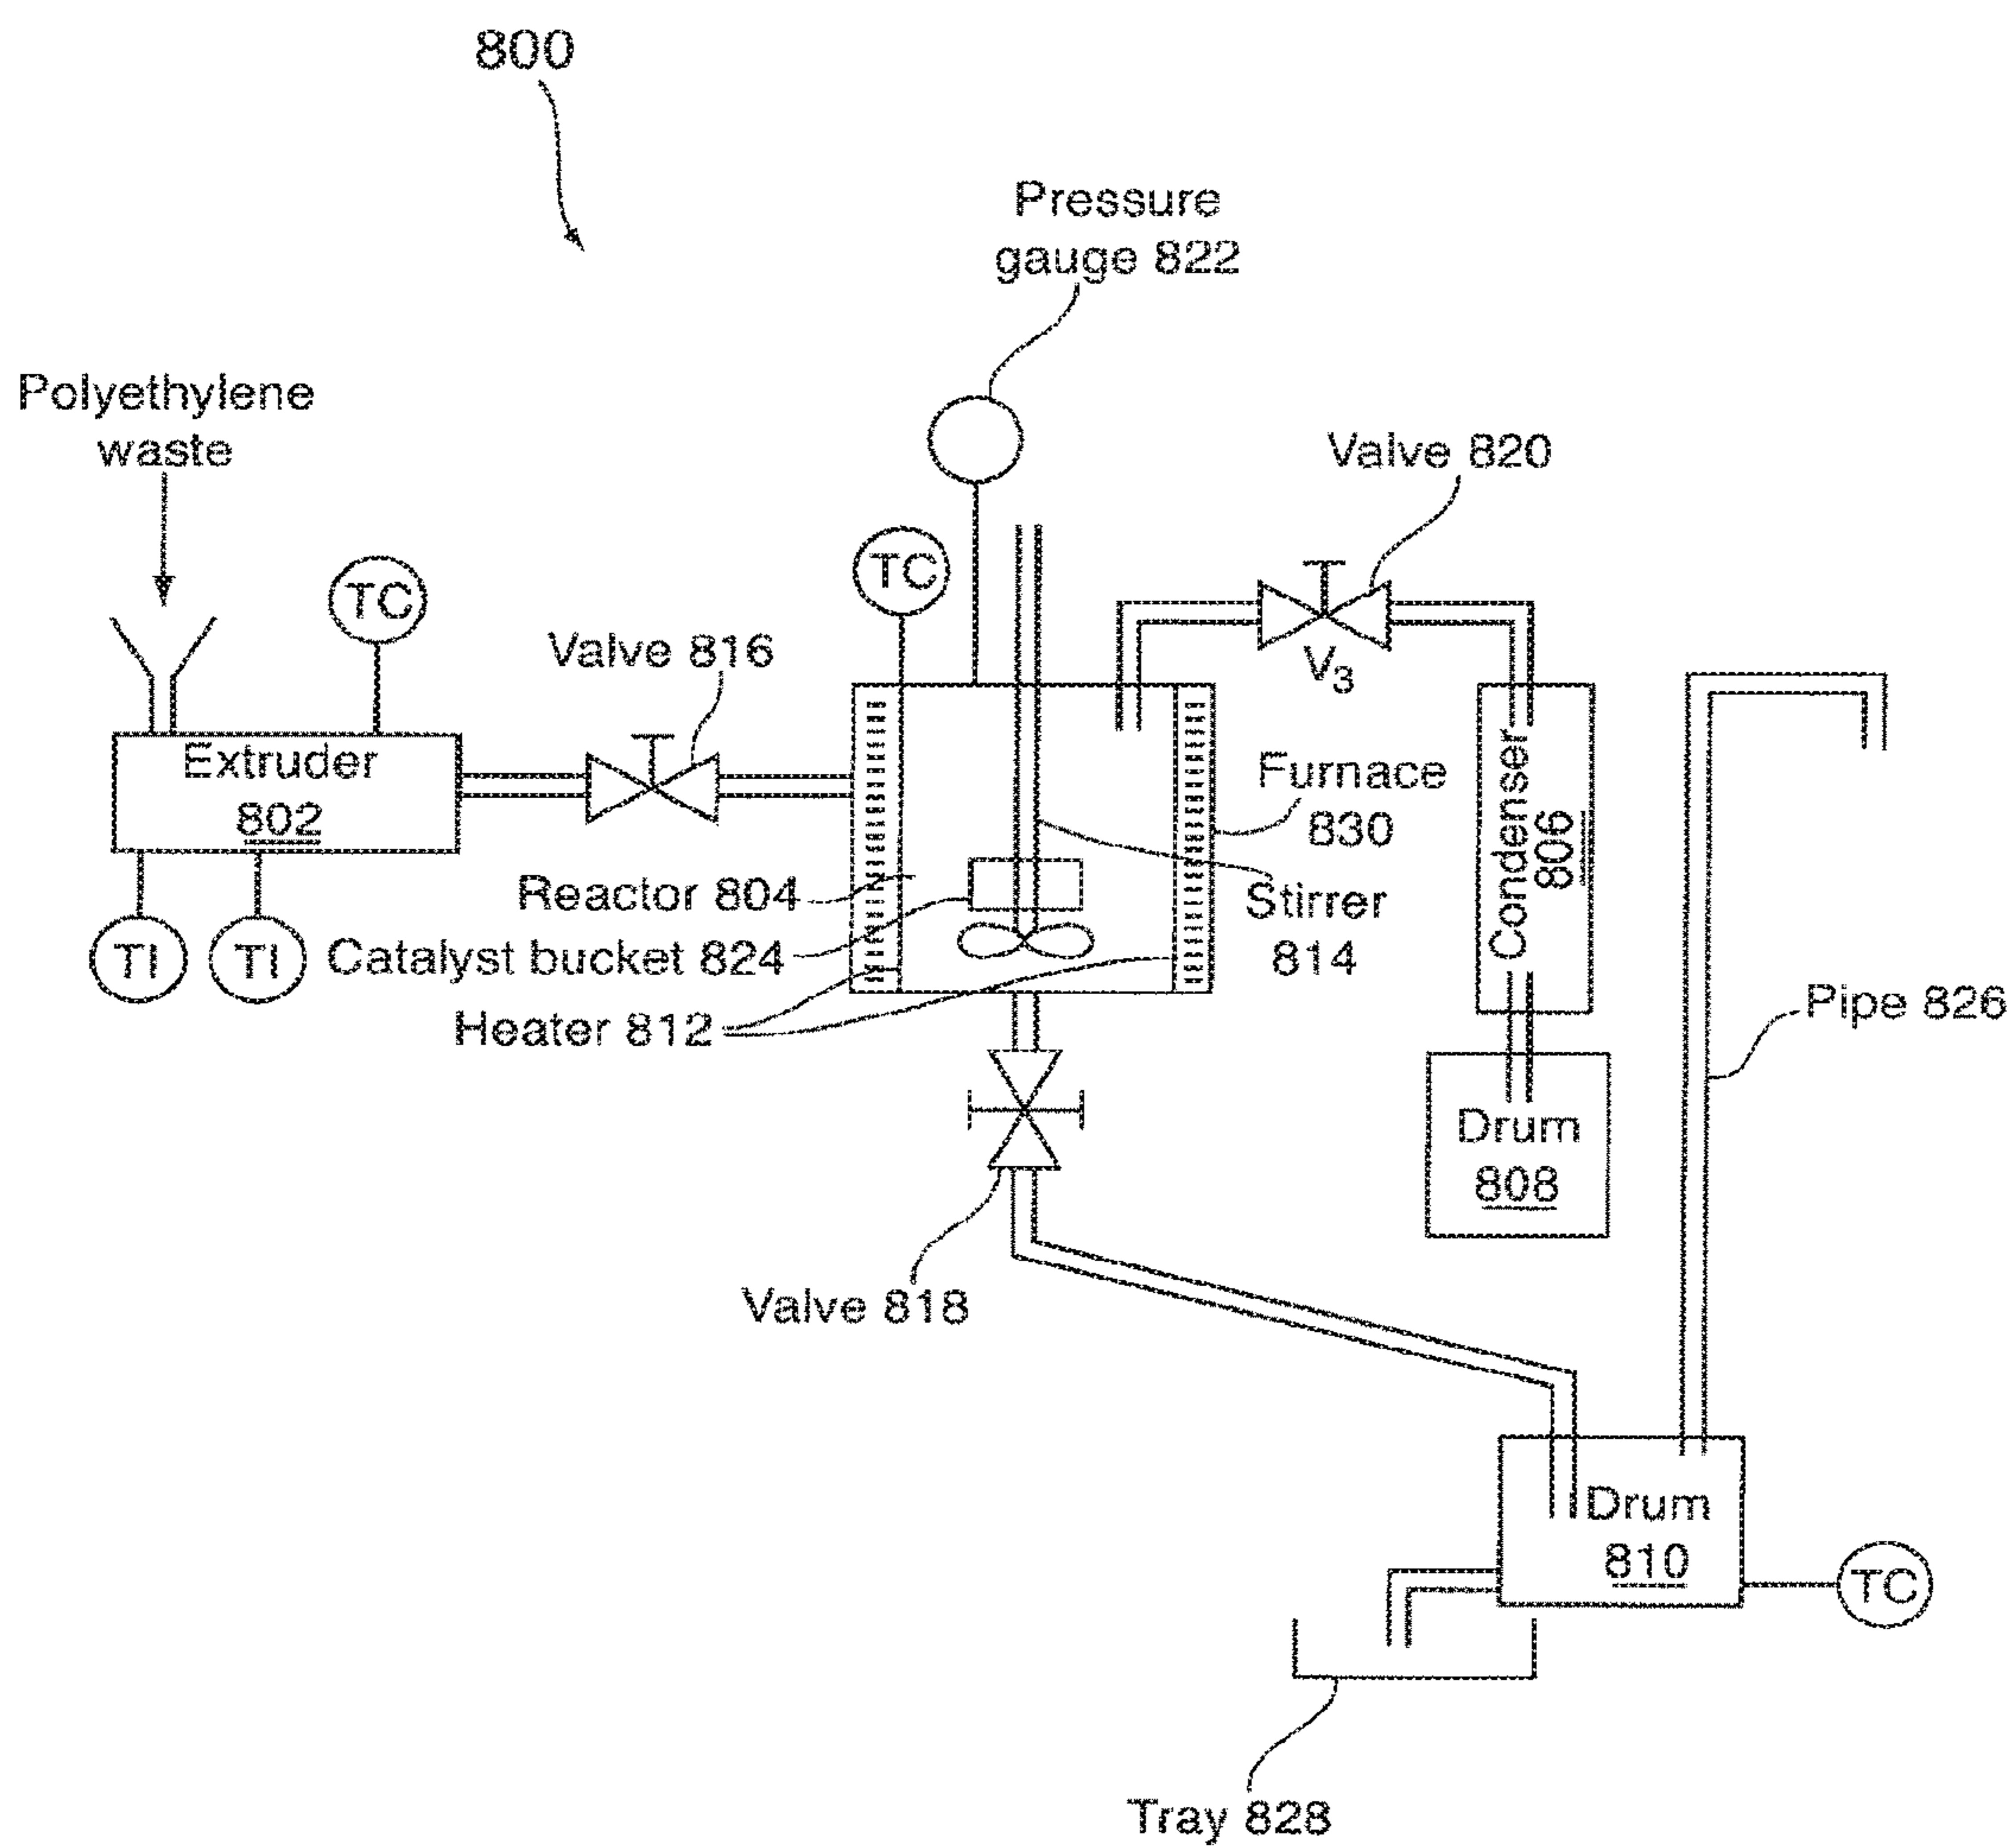 800
Pressure
gauge 822
Polyethylene
waste
Valve 820
TC
TC
Valve 816
V3
Extruder
802
Furnace
830
Condenser
806
Reactor 804
Stirrer
814
Catalyst bucket 824
TI
TI
Heater 812
Pipe 826
Drum
808
Valve 818
Drum
810
TC
Tray 828